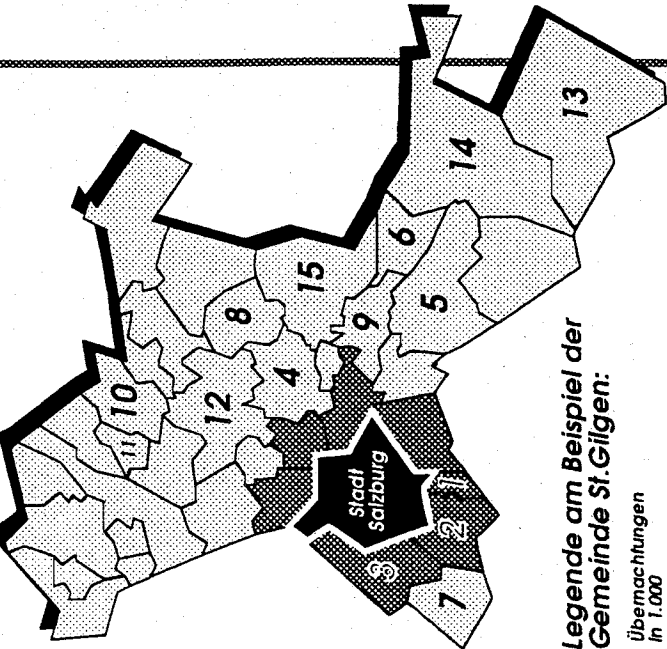 13
14
6
15
5
9
8
4
10
12
11
Stadt
Salzburg
1
2
3
7
Legende am Beispiel der
Gemeinde St.Gilgen:
Übernachtungen
in 1.000